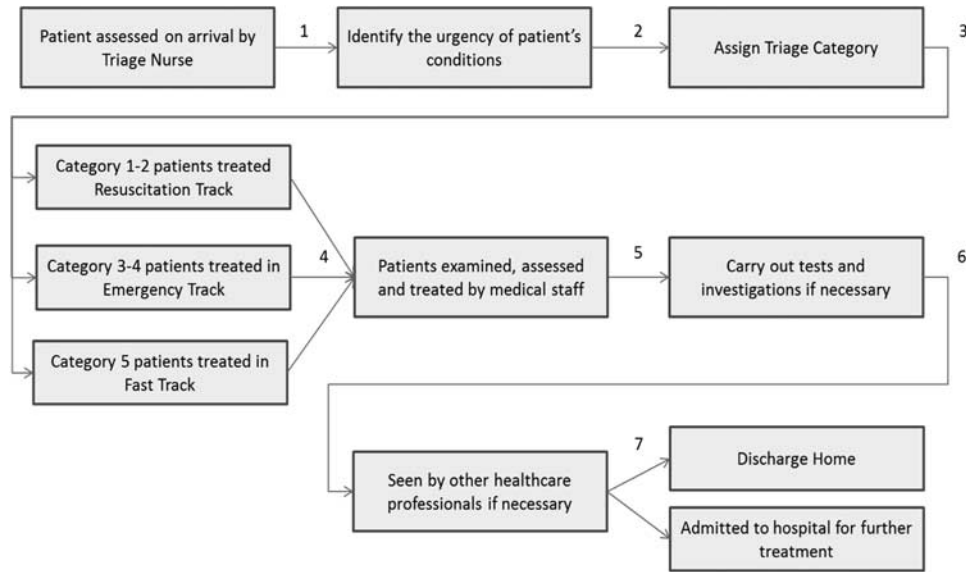 Patient assessed on arrival by
Triage Nurse
1
Identify the urgency of patient's
conditions
2
Assign Triage Category
3
Category 1-2 patients treated
Resuscitation Track
Category 3-4 patients treated in
Emergency Track
Category 5 patients treated in
Fast Track
4
Patients examined, assessed
and treated by medical staff
5
Carry out tests and
investigations if necessary
6
Seen by other healthcare
professionals if necessary
7
Discharge Home
Admitted to hospital for further
treatment